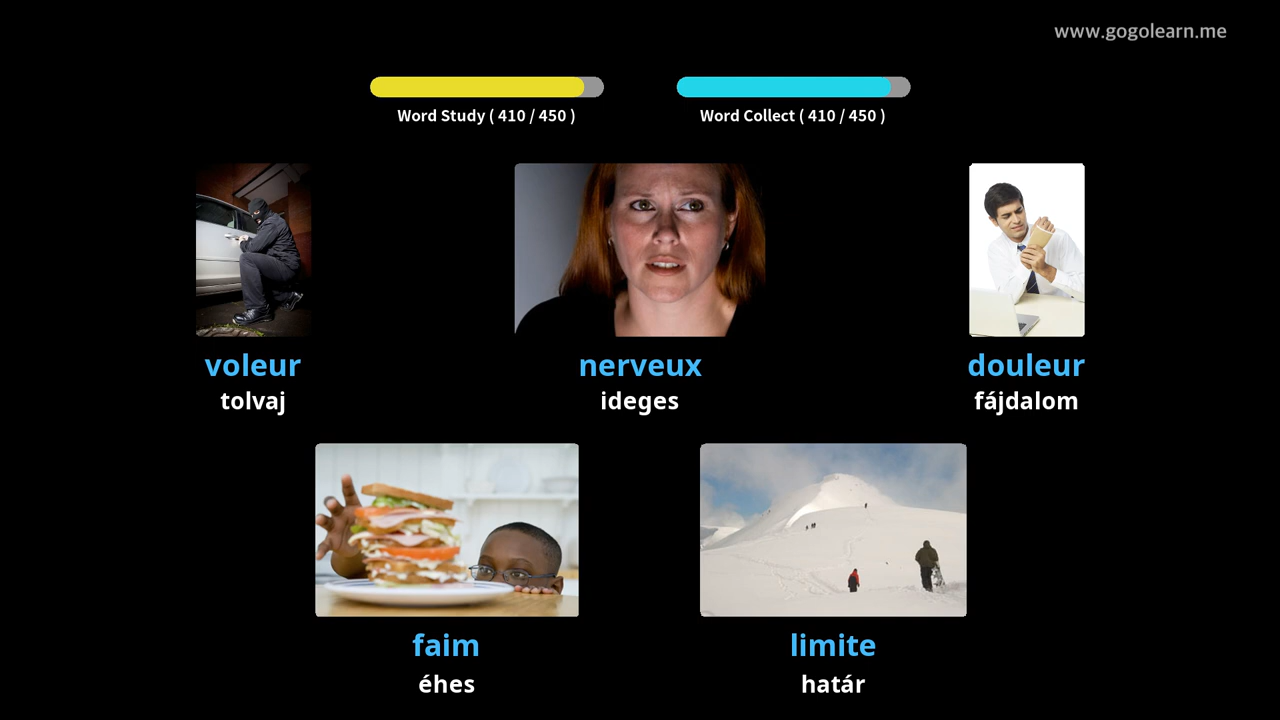 www.gogolearn.me
Word Study ( 410 / 450 )
Word Collect ( 410 / 450 )
voleur
tolvaj
nerveux
ideges
douleur
fájdalom
faim
éhes
limite
határ